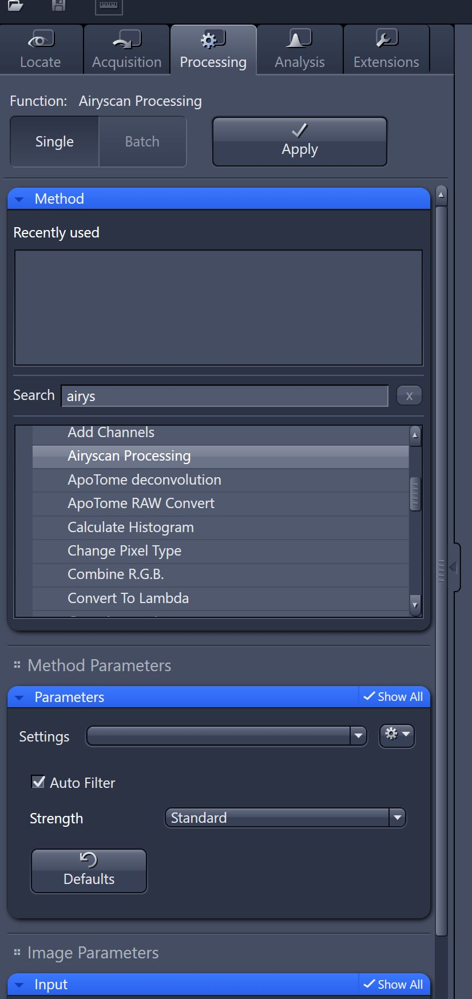 Locate Acquisition Processing Analysis Extensions
Function: Airyscan Processing
Single Batch Apply
Method
Recently used
Search airys x
Add Channels
Airyscan Processing
ApoTome deconvolution
ApoTome RAW Convert
Calculate Histogram
Change Pixel Type
Combine R.G.B.
Convert To Lambda
Method Parameters
Parameters Show All
Settings
Auto Filter
Strength Standard
Defaults
Image Parameters
Input Show All